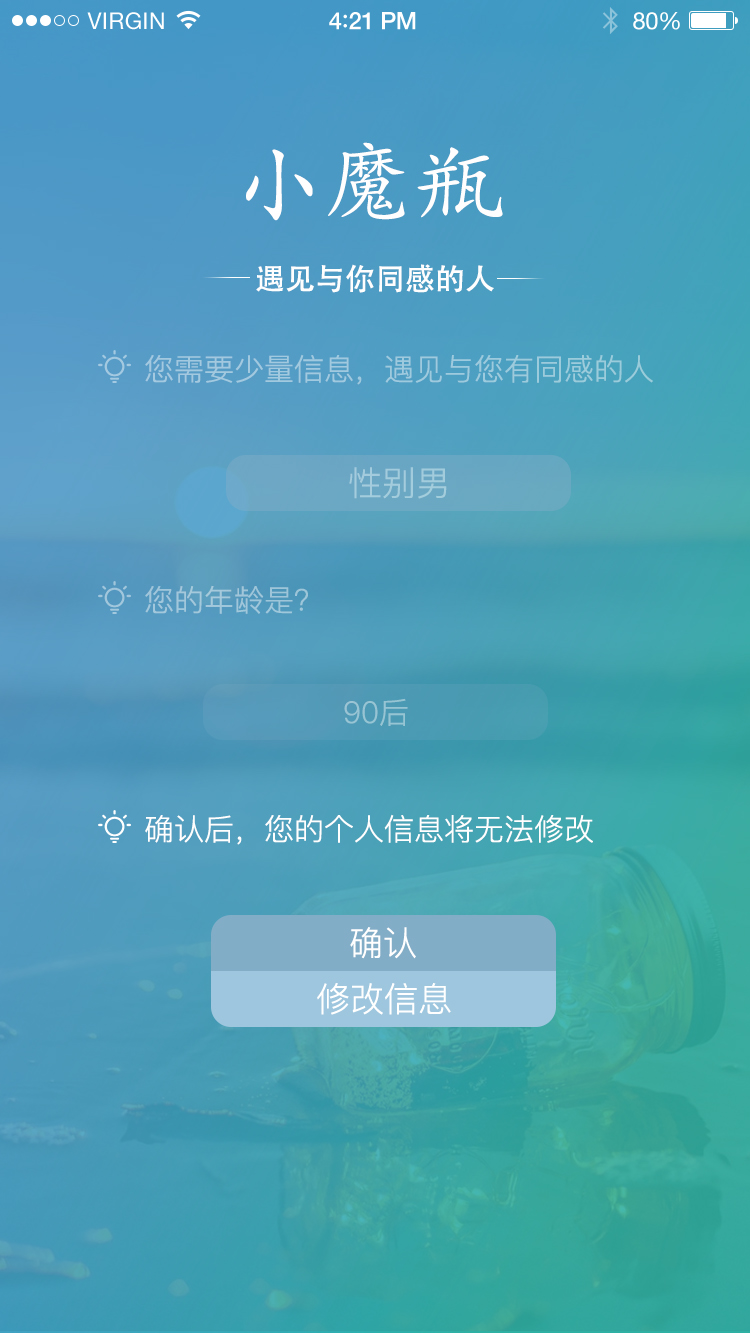 VIRGIN 4:21 PM 80%
小魔瓶
遇见与你同感的人
您需要少量信息，遇见与您有同感的人
性别男
您的年龄是？
90后
确认后，您的个人信息将无法修改
确认
修改信息